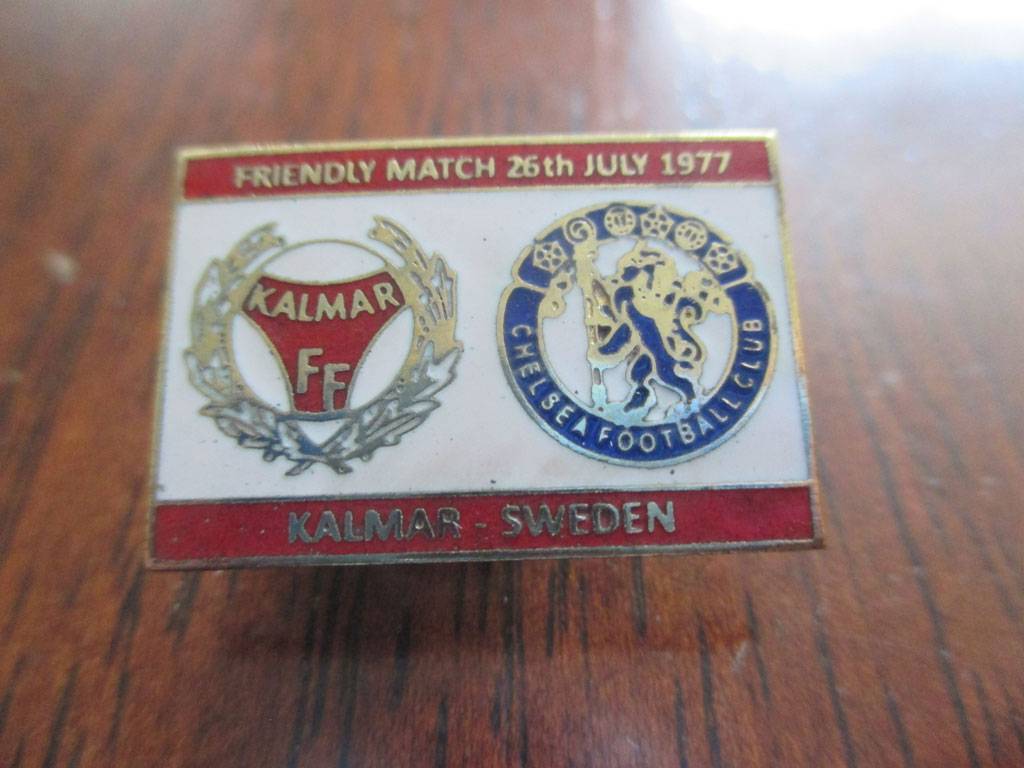 FRIENDLY MATCH 26th JULY 1977
KALMAR
FF
CHELSEA FOOTBALL CLUB
KALMAR - SWEDEN